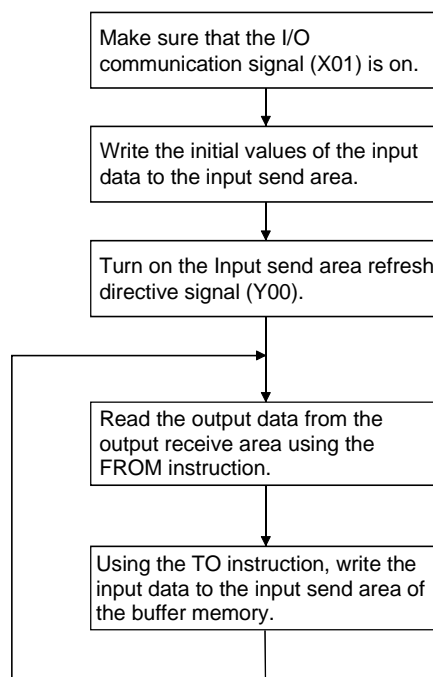 Make sure that the I/O
communication signal (X01) is on.
Write the initial values of the input
data to the input send area.
Turn on the Input send area refresh
directive signal (Y00).
Read the output data from the
output receive area using the
FROM instruction.
Using the TO instruction, write the
input data to the input send area of
the buffer memory.